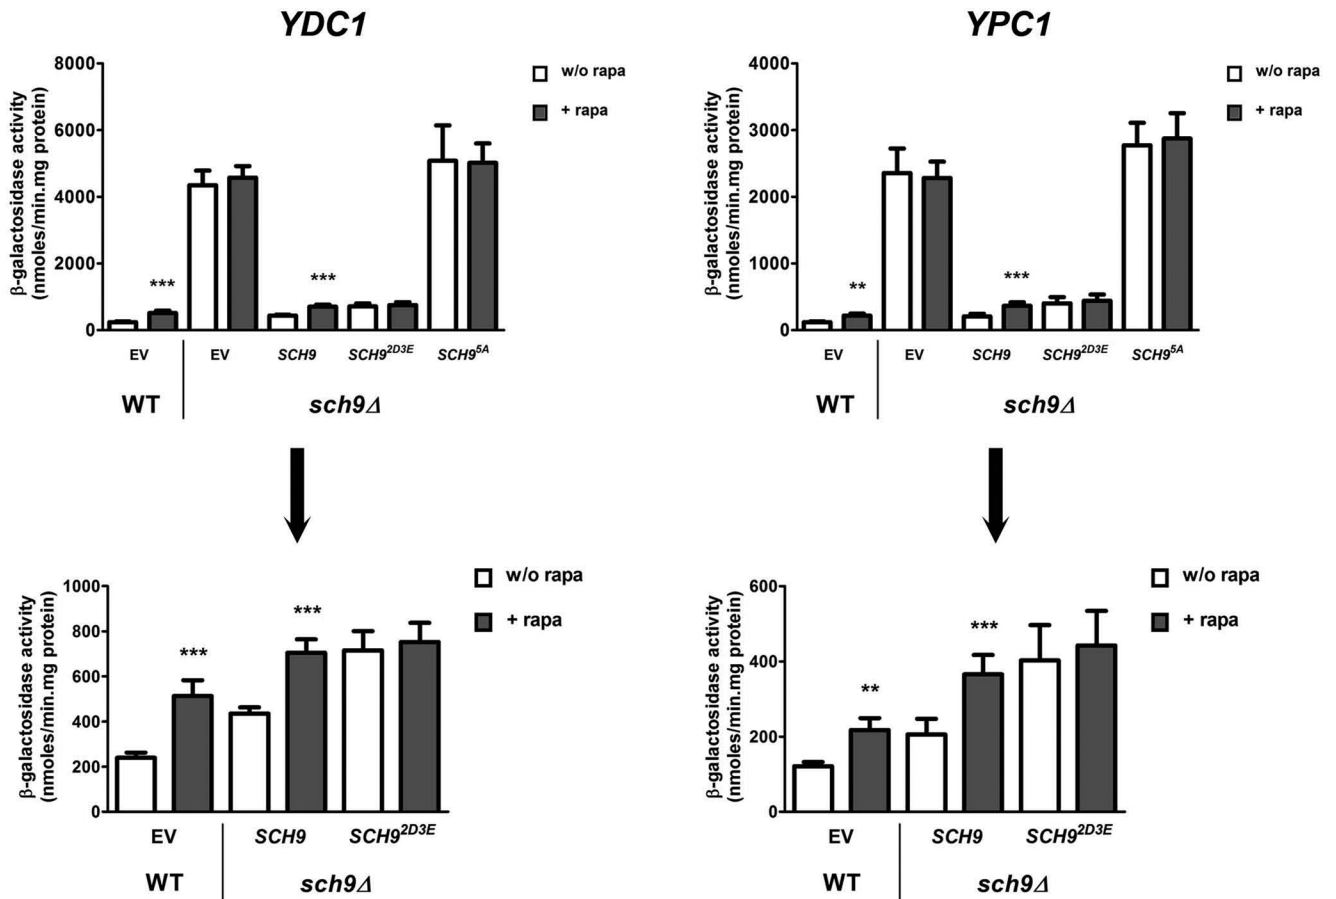 YDC1
β-galactosidase activity
(nmoles/min.mg protein)
8000
6000
4000
2000
0
w/o rapa
+ rapa
***
***
EV
EV
SCH9
SCH9^2D3E
SCH9^5A
WT
sch9Δ
YPC1
β-galactosidase activity
(nmoles/min.mg protein)
4000
3000
2000
1000
0
w/o rapa
+ rapa
**
***
EV
EV
SCH9
SCH9^2D3E
SCH9^5A
WT
sch9Δ
β-galactosidase activity
(nmoles/min.mg protein)
1000
800
600
400
200
0
w/o rapa
+ rapa
***
***
EV
SCH9
SCH9^2D3E
WT
sch9Δ
β-galactosidase activity
(nmoles/min.mg protein)
600
400
200
0
w/o rapa
+ rapa
**
***
EV
SCH9
SCH9^2D3E
WT
sch9Δ